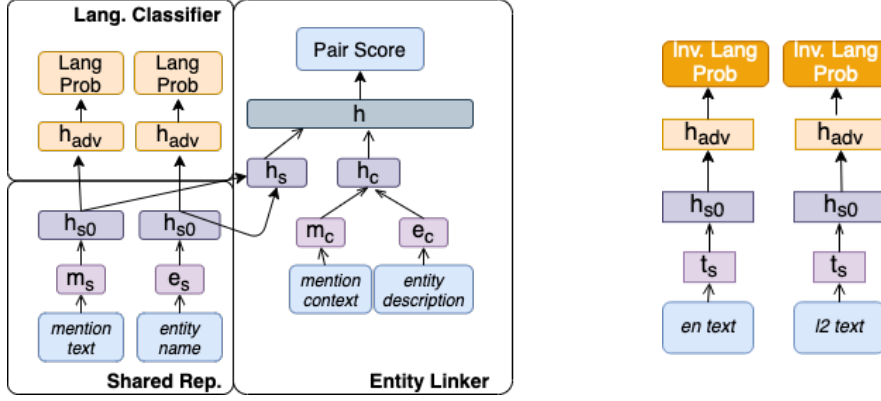 Lang. Classifier
Lang
Prob
Lang
Prob
h_adv
h_adv
h_s0
h_s0
m_s
e_s
mention
text
entity
name
Shared Rep.
Pair Score
h
h_s
h_c
m_c
e_c
mention
context
entity
description
Entity Linker
Inv. Lang
Prob
Inv. Lang
Prob
h_adv
h_adv
h_s0
h_s0
t_s
t_s
en text
l2 text